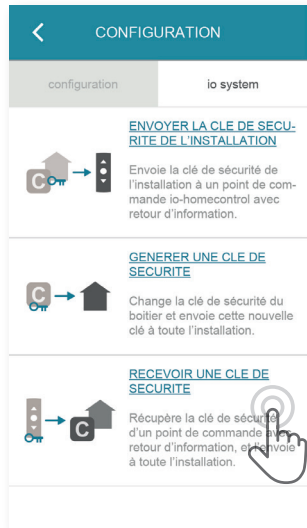 CONFIGURATION
configuration
io system
ENVOYER LA CLE DE SECU-
RITE DE L'INSTALLATION
Envoie la clé de sécurité de
l'installation à un point de com-
mande io-homecontrol avec
retour d'information.
C
GENERER UNE CLE DE
SECURITE
Change la clé de sécurité du
boitier et envoie cette nouvelle
clé à toute l'installation.
C
RECEVOIR UNE CLE DE
SECURITE
Récupère la clé de sécurité
d'un point de commande avec
retour d'information, et l'envoie
à toute l'installation.
C